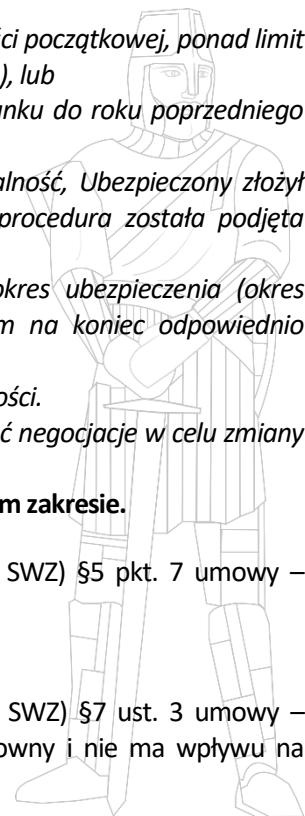 ści początkowej, ponad limit
), lub
unku do roku poprzedniego
alność, Ubezpieczony złożył
procedura została podjęta
okres ubezpieczenia (okres
m na koniec odpowiednio
ości.
ć negocjacje w celu zmiany
m zakresie.
SWZ) §5 pkt. 7 umowy –
SWZ) §7 ust. 3 umowy –
owny i nie ma wpływu na